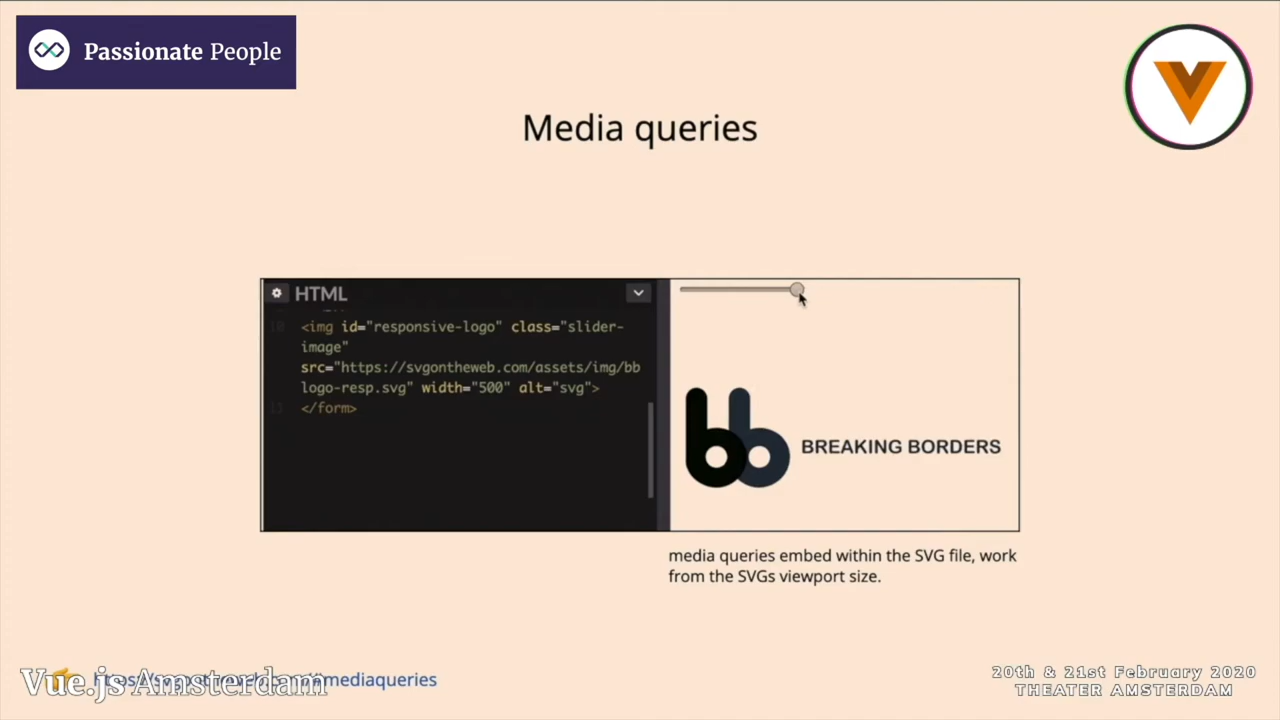 Passionate People
Media queries
HTML
10 <img id="responsive-logo" class="slider-
image"
src="https://svgontheweb.com/assets/img/bb
logo-resp.svg" width="500" alt="svg">
11 </form>
BREAKING BORDERS
media queries embed within the SVG file, work
from the SVGs viewport size.
Vue.js Amsterdam
mediaqueries
20th & 21st February 2020
THEATER AMSTERDAM